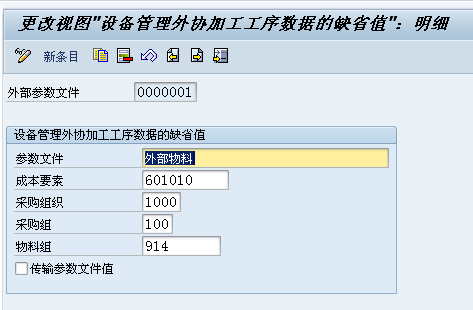 更改视图"设备管理外协加工工序数据的缺省值"：明细
新条目
外部参数文件 0000001
设备管理外协加工工序数据的缺省值
参数文件 外部物料
成本要素 601010
采购组织 1000
采购组 100
物料组 914
传输参数文件值